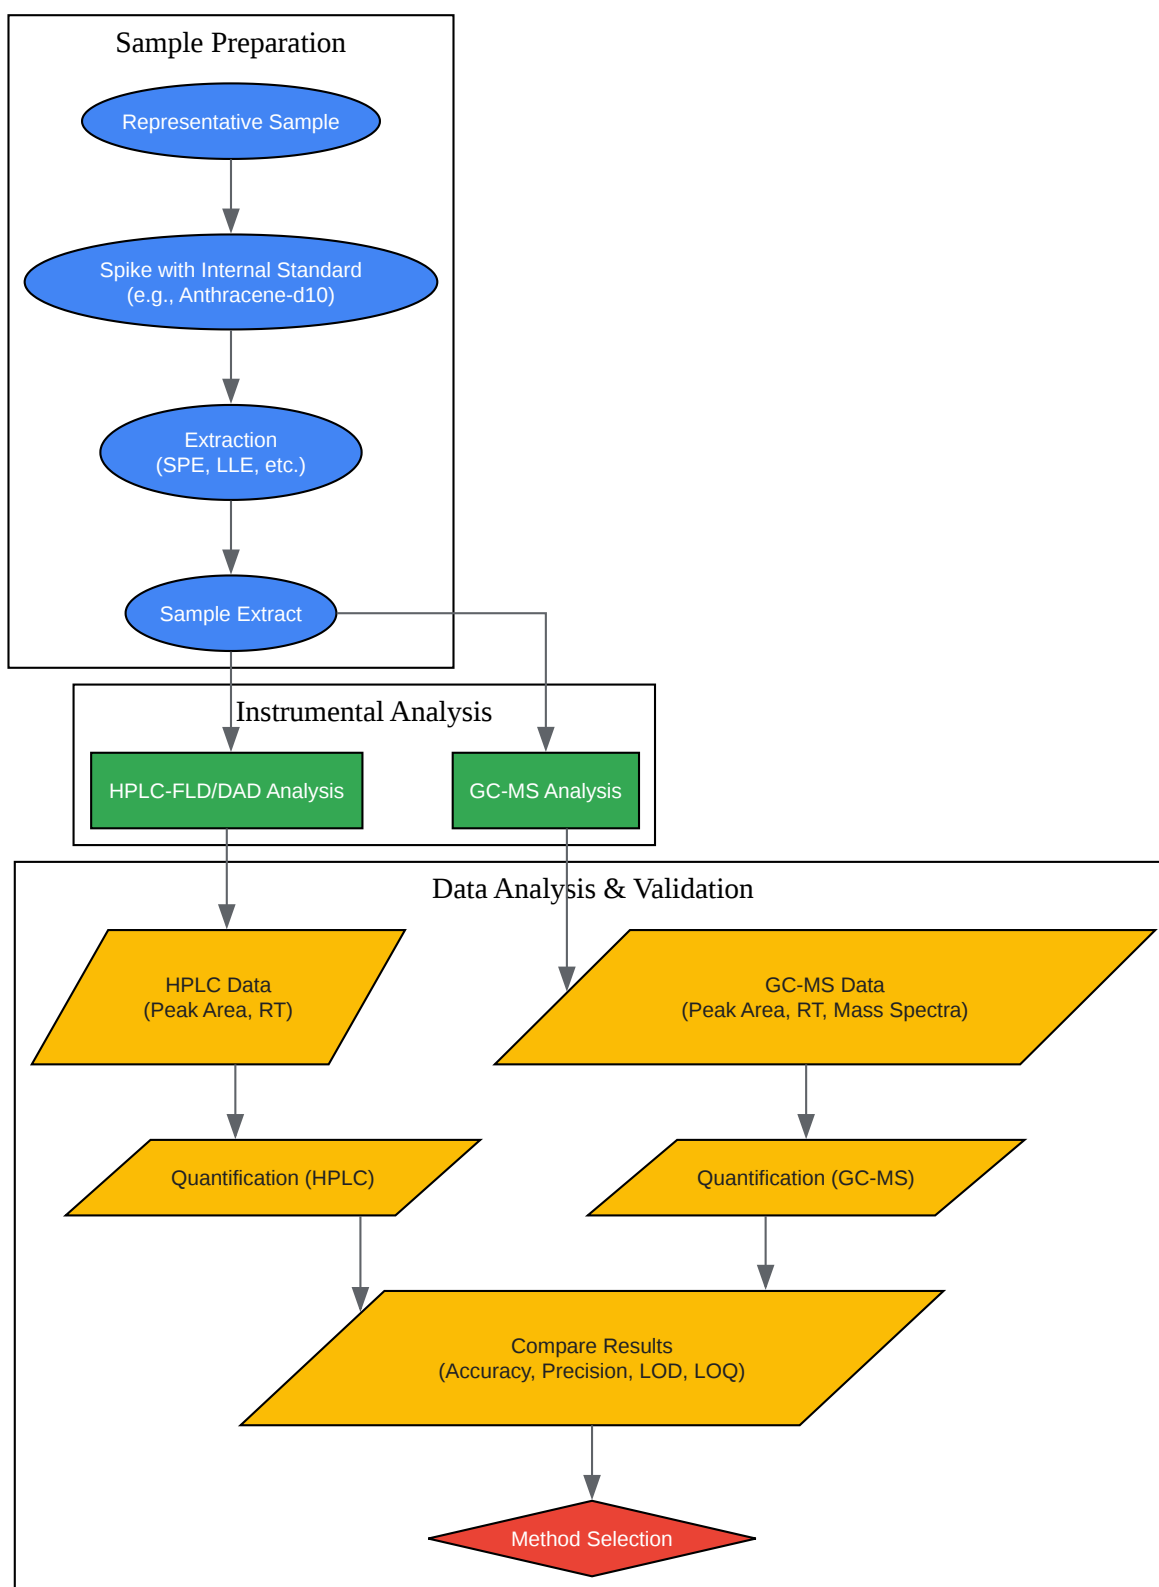 Sample Preparation
Representative Sample
Spike with Internal Standard
(e.g., Anthracene-d10)
Extraction
(SPE, LLE, etc.)
Sample Extract
Instrumental Analysis
HPLC-FLD/DAD Analysis
GC-MS Analysis
Data Analysis & Validation
HPLC Data
(Peak Area, RT)
GC-MS Data
(Peak Area, RT, Mass Spectra)
Quantification (HPLC)
Quantification (GC-MS)
Compare Results
(Accuracy, Precision, LOD, LOQ)
Method Selection